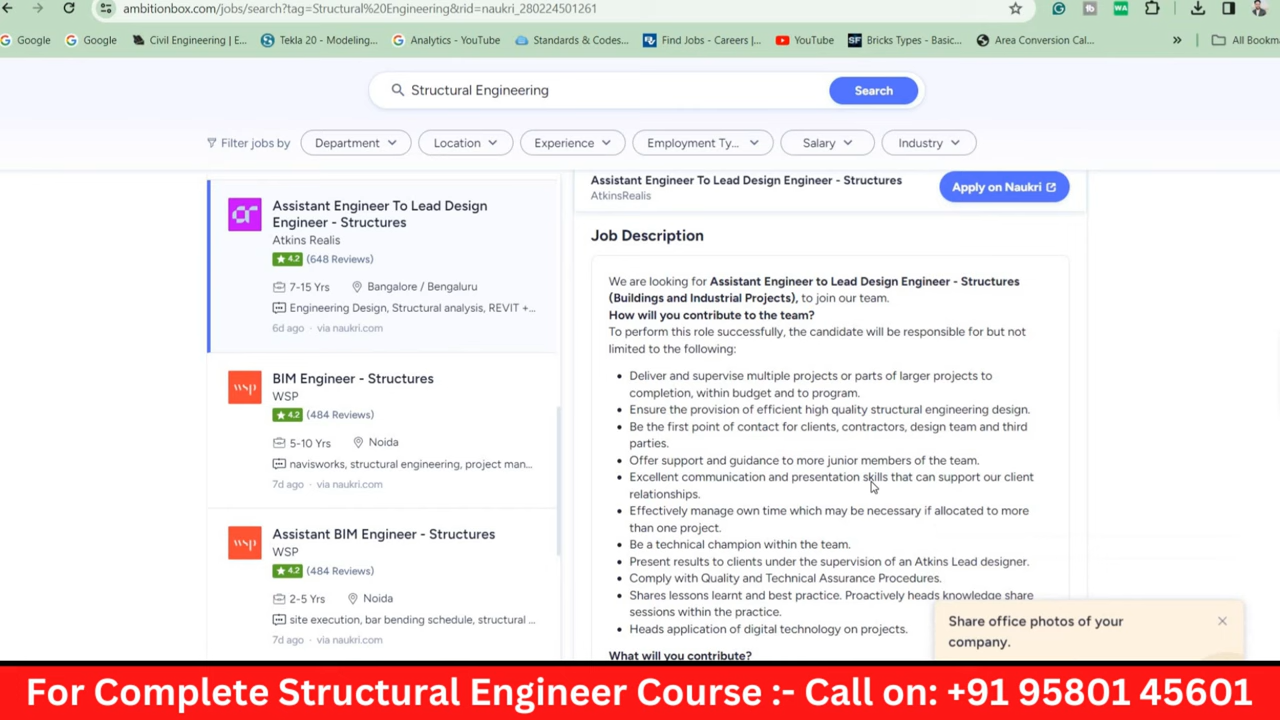 ambitionbox.com/jobs/search?tag=Structural%20Engineering&rid=naukri_280224501261
Google
Google
Civil Engineering | E...
Tekla 20 - Modeling...
Analytics - YouTube
Standards & Codes...
Find Jobs - Careers |...
YouTube
Bricks Types - Basic...
Area Conversion Cal...
»
All Bookm
Structural Engineering
Search
Filter jobs by
Department
Location
Experience
Employment Ty...
Salary
Industry
Assistant Engineer To Lead Design
Engineer - Structures
Atkins Realis
4.2 (648 Reviews)
7-15 Yrs Bangalore / Bengaluru
Engineering Design, Structural analysis, REVIT +...
6d ago · via naukri.com
BIM Engineer - Structures
WSP
4.2 (484 Reviews)
5-10 Yrs Noida
navisworks, structural engineering, project man...
7d ago · via naukri.com
Assistant BIM Engineer - Structures
WSP
4.2 (484 Reviews)
2-5 Yrs Noida
site execution, bar bending schedule, structural ...
7d ago · via naukri.com
Assistant Engineer To Lead Design Engineer - Structures
AtkinsRealis
Apply on Naukri
Job Description
We are looking for Assistant Engineer to Lead Design Engineer - Structures
(Buildings and Industrial Projects), to join our team.
How will you contribute to the team?
To perform this role successfully, the candidate will be responsible for but not
limited to the following:
• Deliver and supervise multiple projects or parts of larger projects to
completion, within budget and to program.
• Ensure the provision of efficient high quality structural engineering design.
• Be the first point of contact for clients, contractors, design team and third
parties.
• Offer support and guidance to more junior members of the team.
• Excellent communication and presentation skills that can support our client
relationships.
• Effectively manage own time which may be necessary if allocated to more
than one project.
• Be a technical champion within the team.
• Present results to clients under the supervision of an Atkins Lead designer.
• Comply with Quality and Technical Assurance Procedures.
• Shares lessons learnt and best practice. Proactively heads knowledge share
sessions within the practice.
• Heads application of digital technology on projects.
What will you contribute?
Share office photos of your
company.
For Complete Structural Engineer Course :- Call on: +91 95801 45601